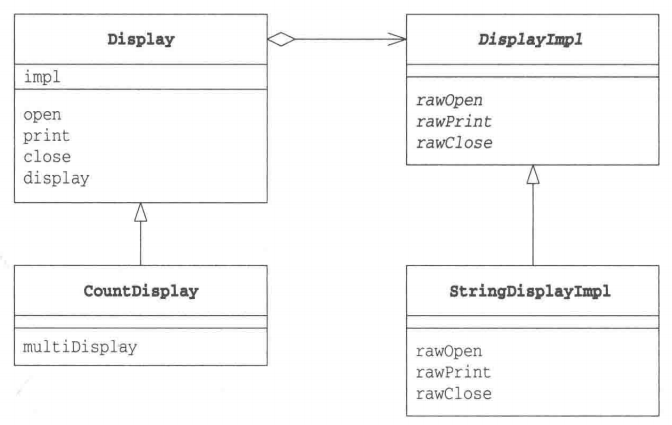 Display
impl
open
print
close
display
DisplayImpl
rawOpen
rawPrint
rawClose
CountDisplay
multiDisplay
StringDisplayImpl
rawOpen
rawPrint
rawClose